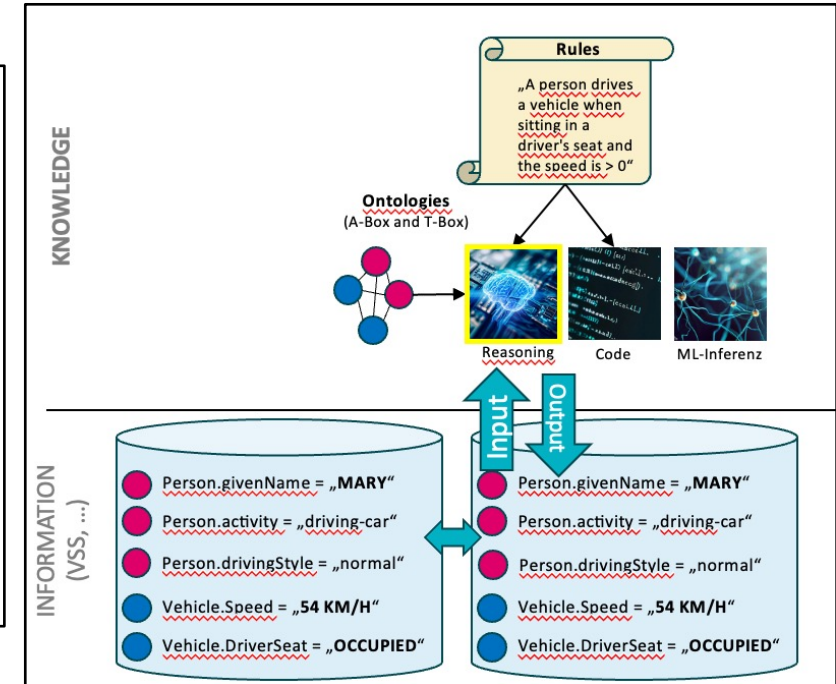 Rules
„A person drives
a vehicle when
sitting in a
driver's seat and
the speed is > 0“
KNOWLEDGE
Ontologies
(A-Box and T-Box)
Reasoning
Code
ML-Inferenz
Input
Output
INFORMATION
(VSS, ...)
Person.givenName = „MARY“
Person.activity = „driving-car“
Person.drivingStyle = „normal“
Vehicle.Speed = „54 KM/H“
Vehicle.DriverSeat = „OCCUPIED“
Person.givenName = „MARY“
Person.activity = „driving-car“
Person.drivingStyle = „normal“
Vehicle.Speed = „54 KM/H“
Vehicle.DriverSeat = „OCCUPIED“